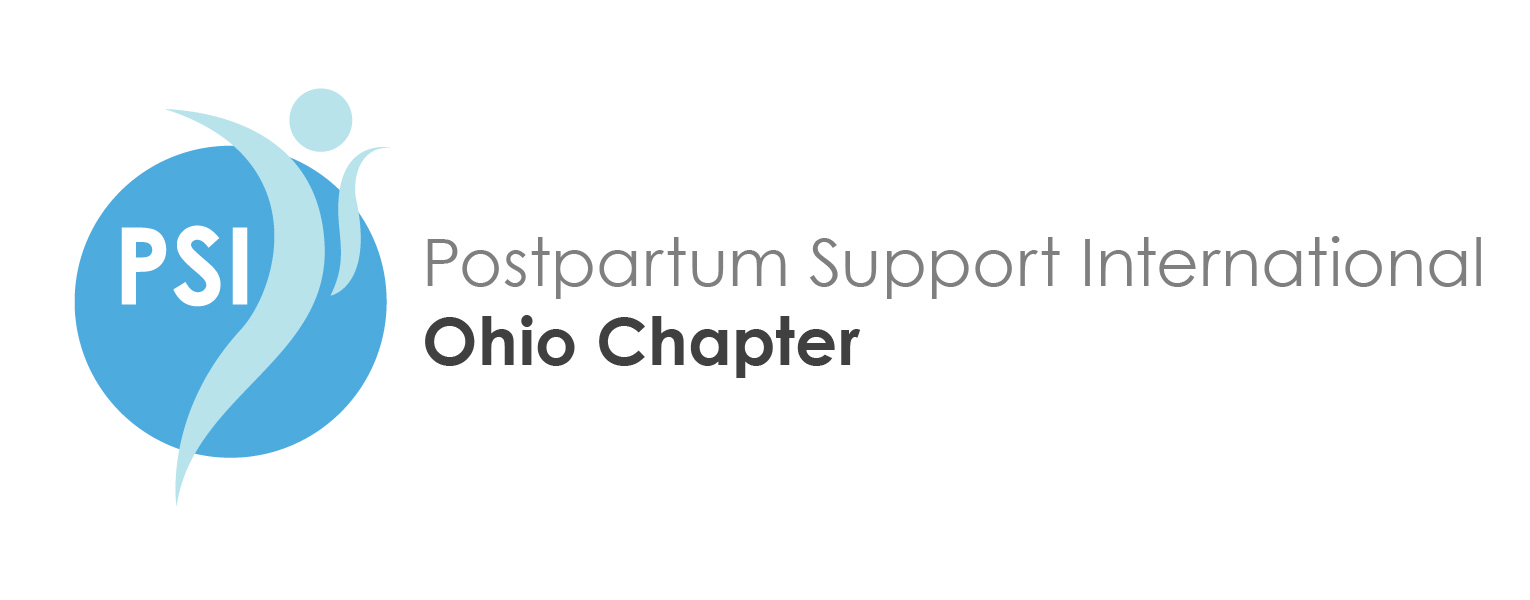 PSI
Postpartum Support International
Ohio Chapter